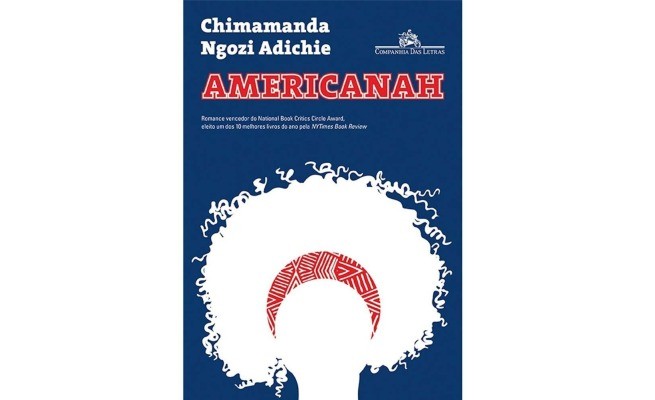 Chimamanda
Ngozi Adichie
COMPANHIA DAS LETRAS
AMERICANAH
Romance vencedor do National Book Critics Circle Award,
eleito um dos 10 melhores livros do ano pela NYTimes Book Review